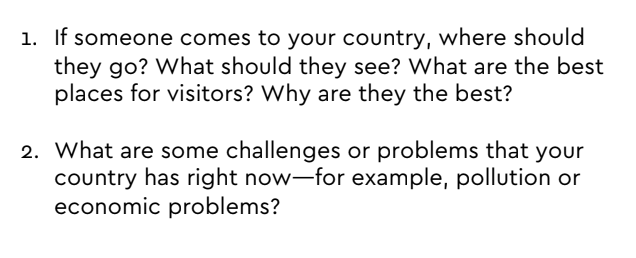 1. If someone comes to your country, where should
they go? What should they see? What are the best
places for visitors? Why are they the best?
2. What are some challenges or problems that your
country has right now—for example, pollution or
economic problems?